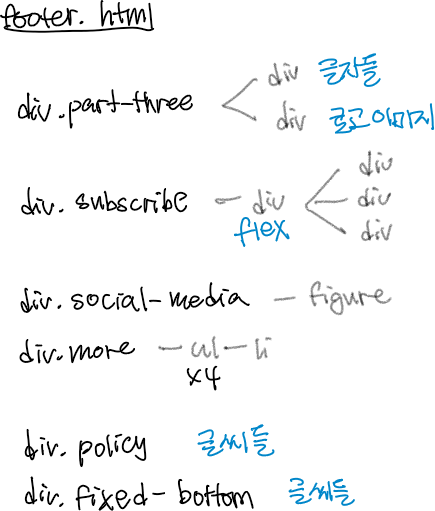 footer. html
div 글자들
div.part-three
div 로고이미지
div
div. subscribe - div div
flex div
div.social-media - figure
div.more - ul - li
x4
div. policy 글씨들
div. fixed-bottom 글씨들